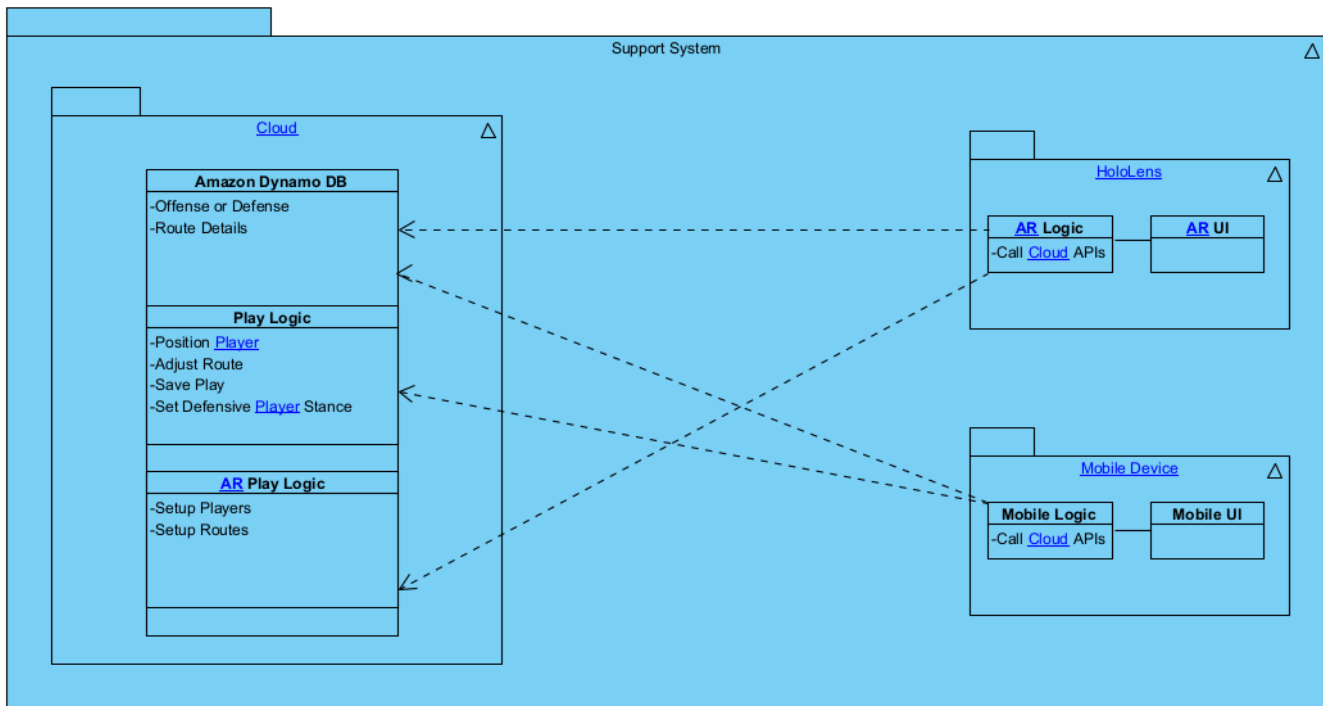 Support System
Cloud
Amazon Dynamo DB
-Offense or Defense
-Route Details
Play Logic
-Position Player
-Adjust Route
-Save Play
-Set Defensive Player Stance
AR Play Logic
-Setup Players
-Setup Routes
HoloLens
AR Logic
-Call Cloud APIs
AR UI
Mobile Device
Mobile Logic
-Call Cloud APIs
Mobile UI